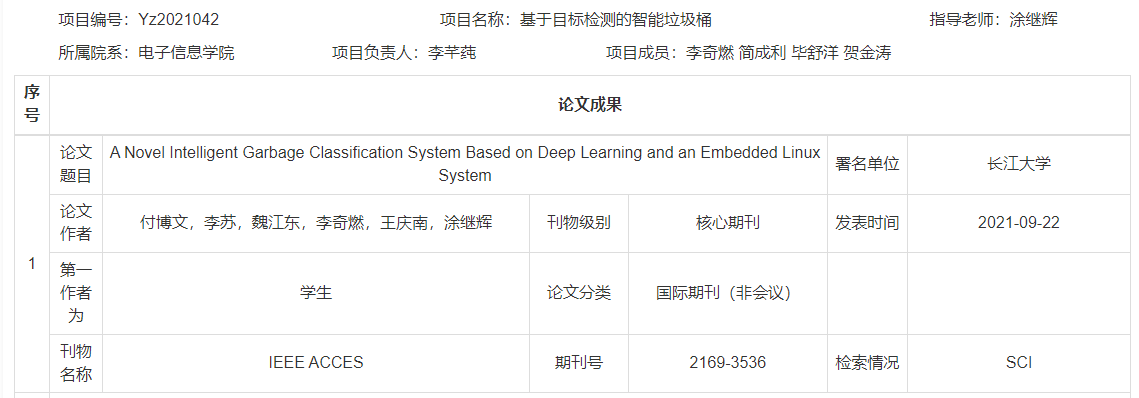 项目编号：Yz2021042 项目名称：基于目标检测的智能垃圾桶 指导老师：涂继辉
所属院系：电子信息学院 项目负责人：李芊莼 项目成员：李奇燃 简成利 毕舒洋 贺金涛
序号 论文成果
1
论文题目 A Novel Intelligent Garbage Classification System Based on Deep Learning and an Embedded Linux System 署名单位 长江大学
论文作者 付博文，李苏，魏江东，李奇燃，王庆南，涂继辉 刊物级别 核心期刊 发表时间 2021-09-22
第一作者为 学生 论文分类 国际期刊（非会议）
刊物名称 IEEE ACCES 期刊号 2169-3536 检索情况 SCI